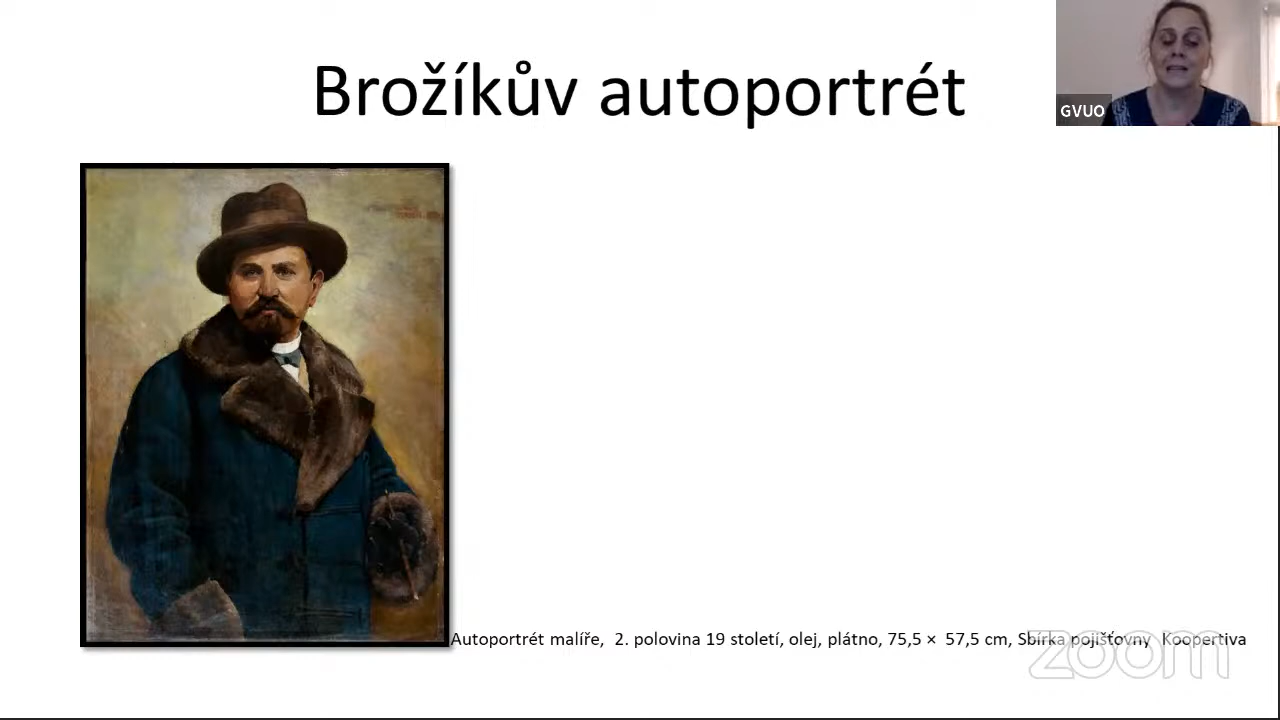 Brožíkův autoportrét
GVUO
Autoportrét malíře, 2. polovina 19 století, olej, plátno, 75,5 × 57,5 cm, Sbírka pojišťovny Koopertiva
zoom